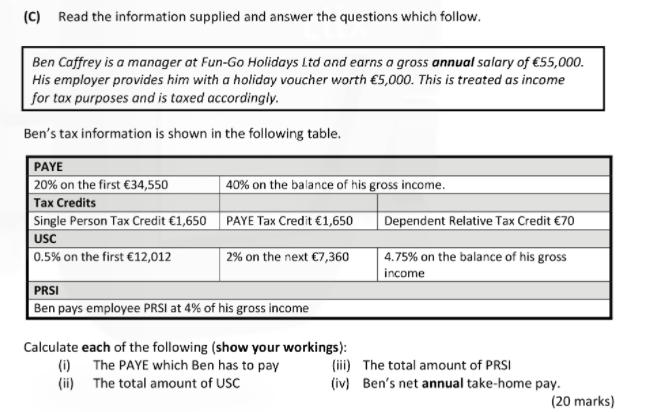 (C) Read the information supplied and answer the questions which follow.
Ben Caffrey is a manager at Fun-Go Holidays Ltd and earns a gross annual salary of €55,000.
His employer provides him with a holiday voucher worth €5,000. This is treated as income
for tax purposes and is taxed accordingly.
Ben's tax information is shown in the following table.
PAYE
20% on the first €34,550 40% on the balance of his gross income.
Tax Credits
Single Person Tax Credit €1,650 PAYE Tax Credit €1,650 Dependent Relative Tax Credit €70
USC
0.5% on the first €12,012 2% on the next €7,360 4.75% on the balance of his gross
income
PRSI
Ben pays employee PRSI at 4% of his gross income
Calculate each of the following (show your workings):
(i) The PAYE which Ben has to pay (iii) The total amount of PRSI
(ii) The total amount of USC (iv) Ben's net annual take-home pay.
(20 marks)